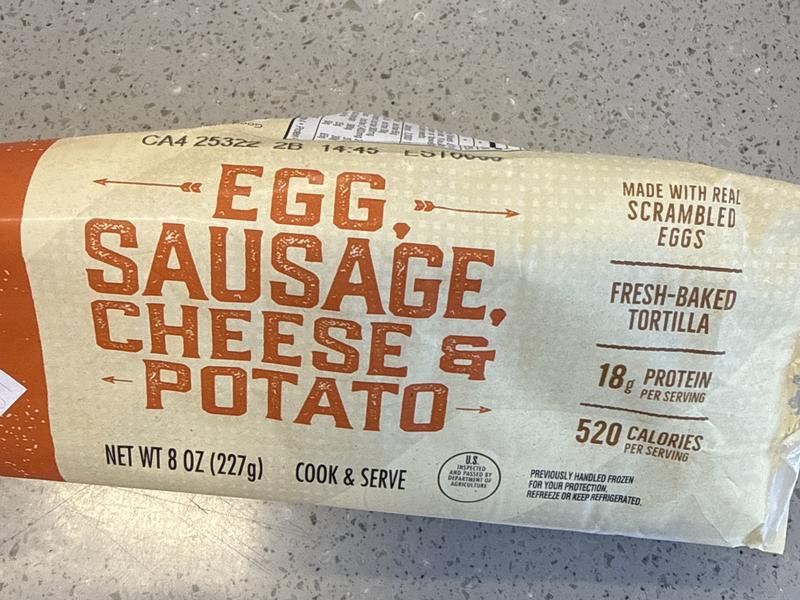 CA4 25322 2B 14:45
EGG,
SAUSAGE,
CHEESE &
POTATO
NET WT 8 OZ (227g) COOK & SERVE
U.S.
INSPECTED
AND PASSED BY
DEPARTMENT OF
AGRICULTURE
MADE WITH REAL
SCRAMBLED
EGGS
FRESH-BAKED
TORTILLA
18g PROTEIN
PER SERVING
520 CALORIES
PER SERVING
PREVIOUSLY HANDLED FROZEN
FOR YOUR PROTECTION.
REFREEZE OR KEEP REFRIGERATED.